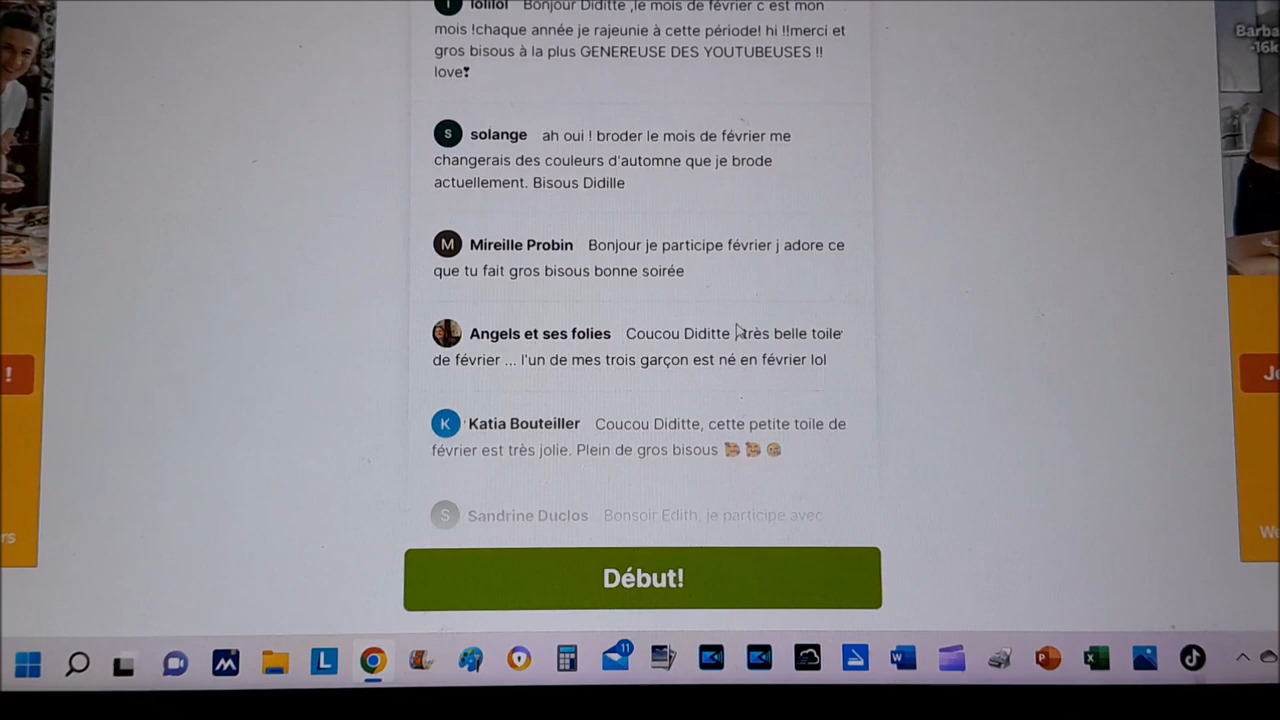 lolilol Bonjour Diditte ,le mois de février c est mon
mois !chaque année je rajeunie à cette période! hi !!merci et
gros bisous à la plus GENEREUSE DES YOUTUBEUSES !!
love❣
S solange ah oui ! broder le mois de février me
changerais des couleurs d'automne que je brode
actuellement. Bisous Didille
M Mireille Probin Bonjour je participe février j adore ce
que tu fait gros bisous bonne soirée
Angels et ses folies Coucou Diditte très belle toile
de février ... l'un de mes trois garçon est né en février lol
K Katia Bouteiller Coucou Diditte, cette petite toile de
février est très jolie. Plein de gros bisous 🥰 🥰 😘
S Sandrine Duclos Bonsoir Edith, je participe avec
Début!
Barba
-16k
!
Je
rs
W
L
11
W
P
X